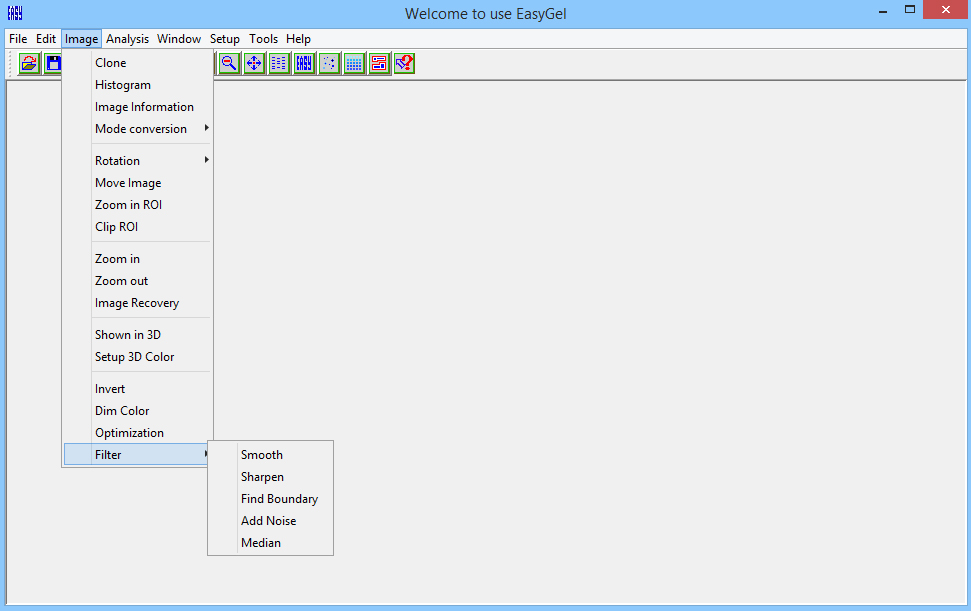 EASY
Welcome to use EasyGel
File Edit Image Analysis Window Setup Tools Help
EASY
Clone
Histogram
Image Information
Mode conversion
Rotation
Move Image
Zoom in ROI
Clip ROI
Zoom in
Zoom out
Image Recovery
Shown in 3D
Setup 3D Color
Invert
Dim Color
Optimization
Filter
Smooth
Sharpen
Find Boundary
Add Noise
Median